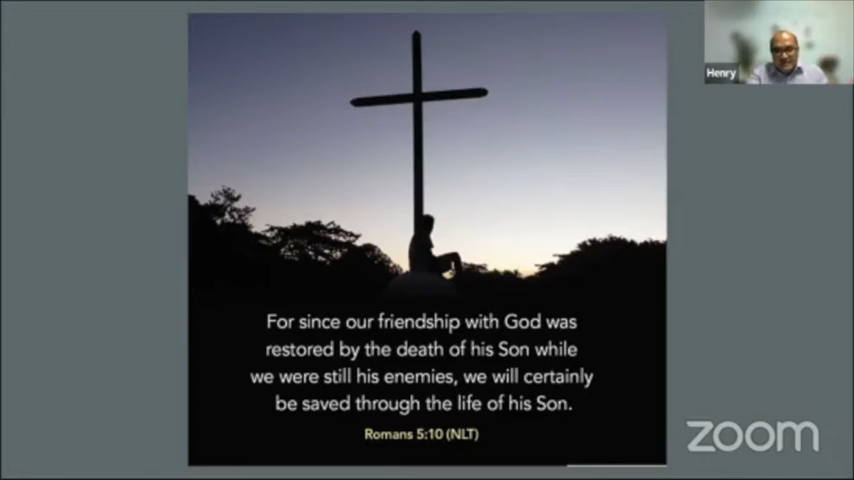 Henry
For since our friendship with God was
restored by the death of his Son while
we were still his enemies, we will certainly
be saved through the life of his Son.
Romans 5:10 (NLT)
zoom